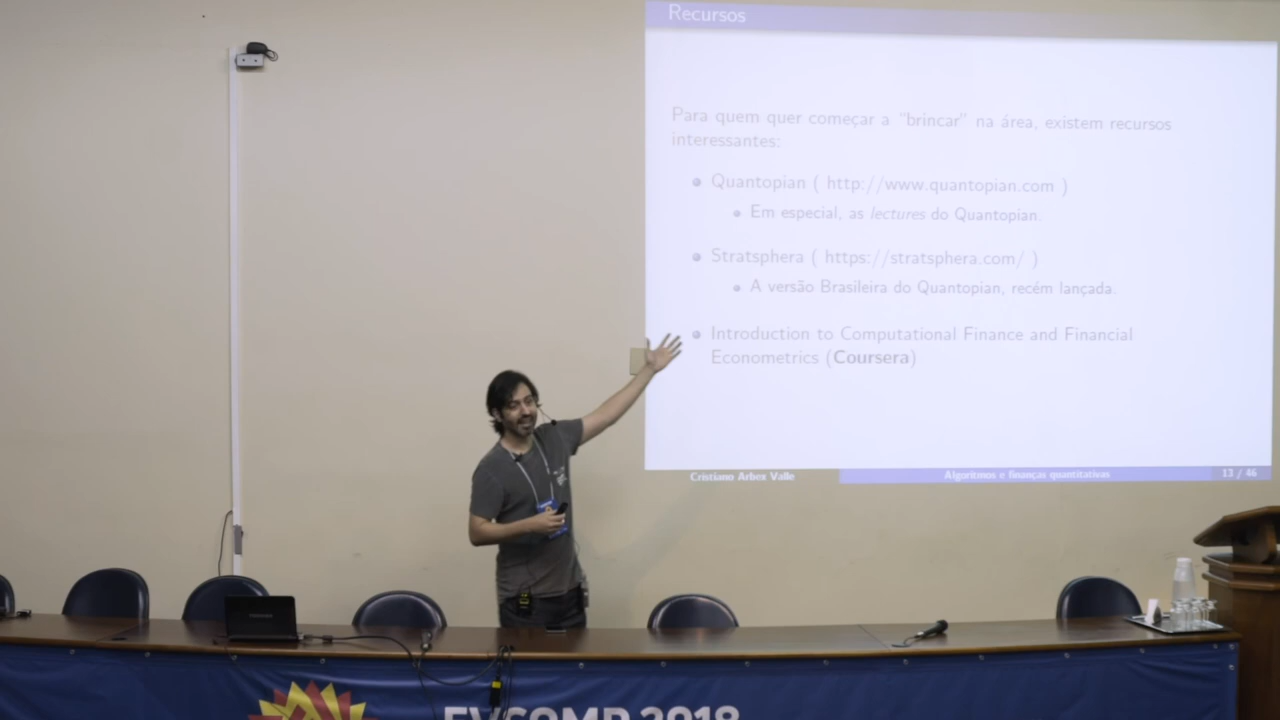 Recursos
Para quem quer começar a “brincar” na área, existem recursos
interessantes:
Quantopian ( http://www.quantopian.com )
Em especial, as lectures do Quantopian.
Stratsphera ( https://stratsphera.com/ )
A versão Brasileira do Quantopian, recém lançada.
Introduction to Computational Finance and Financial
Econometrics (Coursera)
Cristiano Arbex Valle
Algoritmos e finanças quantitativas
13 / 46
EVCOMP 2018